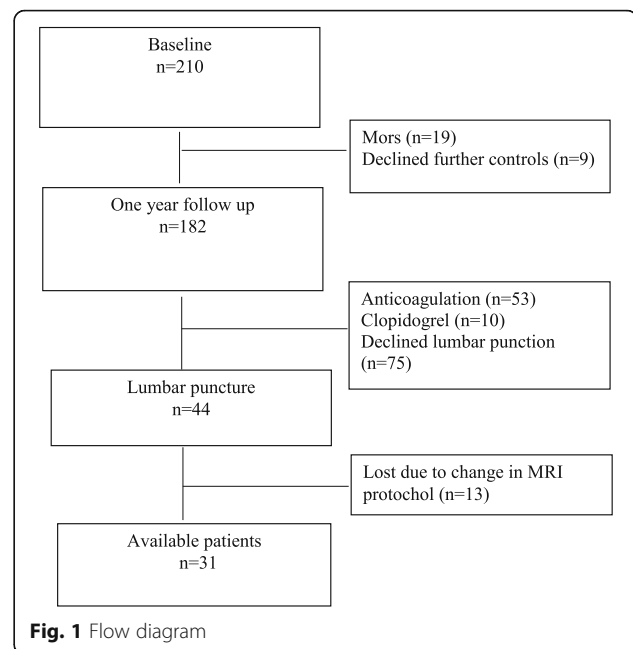 Baseline
n=210
Mors (n=19)
Declined further controls (n=9)
One year follow up
n=182
Anticoagulation (n=53)
Clopidogrel (n=10)
Declined lumbar punction
(n=75)
Lumbar puncture
n=44
Lost due to change in MRI
protochol (n=13)
Available patients
n=31
Fig. 1 Flow diagram